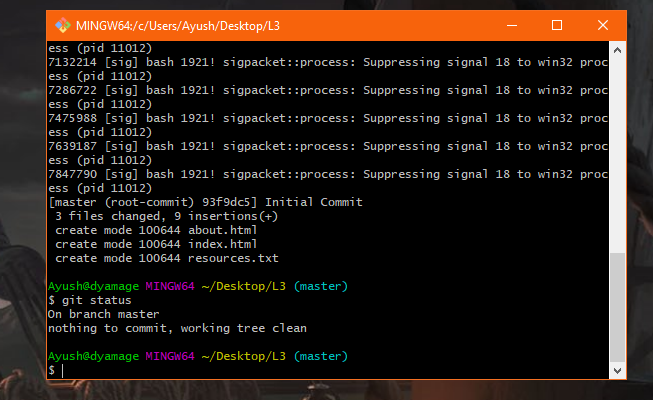 MINGW64:/c/Users/Ayush/Desktop/L3
ess (pid 11012)
7132214 [sig] bash 1921! sigpacket::process: Suppressing signal 18 to win32 proc
ess (pid 11012)
7286722 [sig] bash 1921! sigpacket::process: Suppressing signal 18 to win32 proc
ess (pid 11012)
7475988 [sig] bash 1921! sigpacket::process: Suppressing signal 18 to win32 proc
ess (pid 11012)
7639187 [sig] bash 1921! sigpacket::process: Suppressing signal 18 to win32 proc
ess (pid 11012)
7847790 [sig] bash 1921! sigpacket::process: Suppressing signal 18 to win32 proc
ess (pid 11012)
[master (root-commit) 93f9dc5] Initial Commit
 3 files changed, 9 insertions(+)
 create mode 100644 about.html
 create mode 100644 index.html
 create mode 100644 resources.txt
Ayush@dyamage MINGW64 ~/Desktop/L3 (master)
$ git status
On branch master
nothing to commit, working tree clean
Ayush@dyamage MINGW64 ~/Desktop/L3 (master)
$